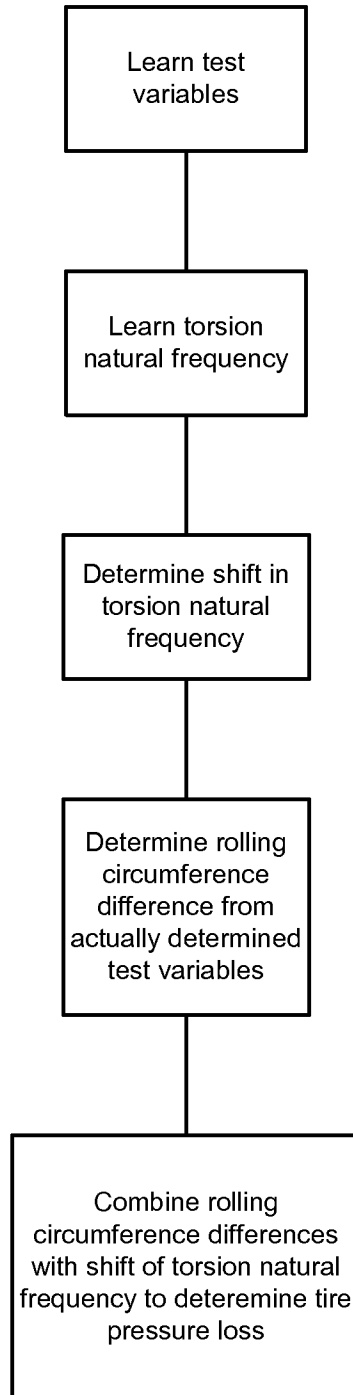 Learn test
variables
Learn torsion
natural frequency
Determine shift in
torsion natural
frequency
Determine rolling
circumference
difference from
actually determined
test variables
Combine rolling
circumference differences
with shift of torsion natural
frequency to deteremine tire
pressure loss